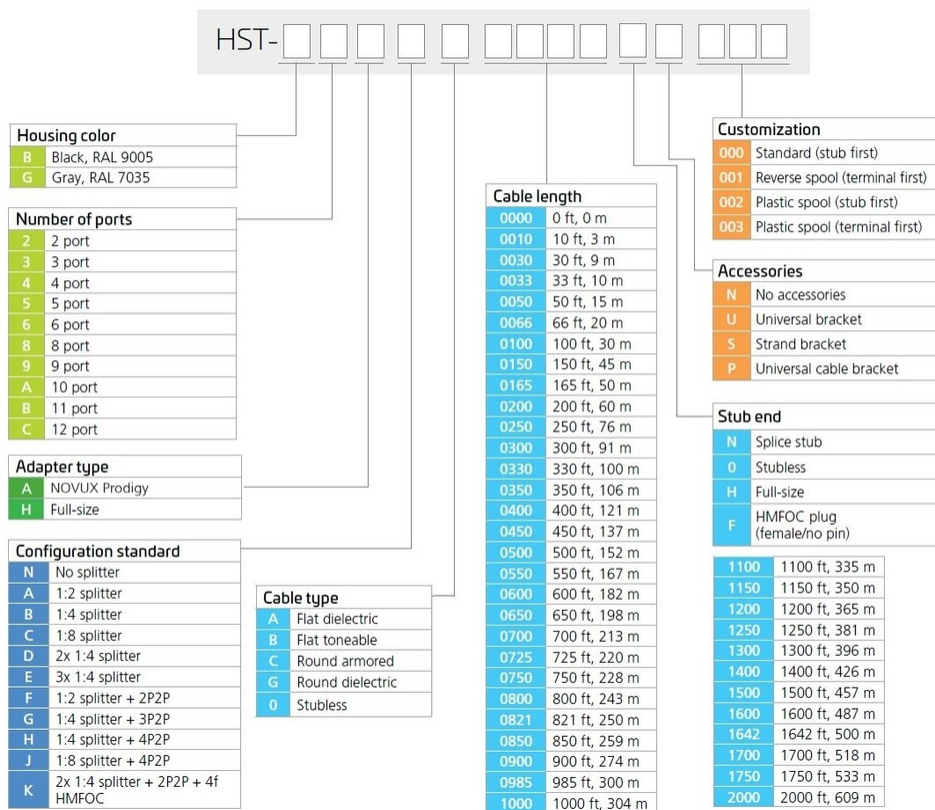 HST-
Housing color
B Black, RAL 9005
G Gray, RAL 7035
Number of ports
2 2 port
3 3 port
4 4 port
5 5 port
6 6 port
8 8 port
9 9 port
A 10 port
B 11 port
C 12 port
Adapter type
A NOVUX Prodigy
H Full-size
Configuration standard
N No splitter
A 1:2 splitter
B 1:4 splitter
C 1:8 splitter
D 2x 1:4 splitter
E 3x 1:4 splitter
F 1:2 splitter + 2P2P
G 1:4 splitter + 3P2P
H 1:4 splitter + 4P2P
J 1:8 splitter + 4P2P
K 2x 1:4 splitter + 2P2P + 4f
HMFOC
Cable type
A Flat dielectric
B Flat toneable
C Round armored
G Round dielectric
0 Stubless
Cable length
0000 0 ft, 0 m
0010 10 ft, 3 m
0030 30 ft, 9 m
0033 33 ft, 10 m
0050 50 ft, 15 m
0066 66 ft, 20 m
0100 100 ft, 30 m
0150 150 ft, 45 m
0165 165 ft, 50 m
0200 200 ft, 60 m
0250 250 ft, 76 m
0300 300 ft, 91 m
0330 330 ft, 100 m
0350 350 ft, 106 m
0400 400 ft, 121 m
0450 450 ft, 137 m
0500 500 ft, 152 m
0550 550 ft, 167 m
0600 600 ft, 182 m
0650 650 ft, 198 m
0700 700 ft, 213 m
0725 725 ft, 220 m
0750 750 ft, 228 m
0800 800 ft, 243 m
0821 821 ft, 250 m
0850 850 ft, 259 m
0900 900 ft, 274 m
0985 985 ft, 300 m
1000 1000 ft, 304 m
1100 1100 ft, 335 m
1150 1150 ft, 350 m
1200 1200 ft, 365 m
1250 1250 ft, 381 m
1300 1300 ft, 396 m
1400 1400 ft, 426 m
1500 1500 ft, 457 m
1600 1600 ft, 487 m
1642 1642 ft, 500 m
1700 1700 ft, 518 m
1750 1750 ft, 533 m
2000 2000 ft, 609 m
Stub end
N Splice stub
0 Stubless
H Full-size
F HMFOC plug
(female/no pin)
Accessories
N No accessories
U Universal bracket
S Strand bracket
P Universal cable bracket
Customization
000 Standard (stub first)
001 Reverse spool (terminal first)
002 Plastic spool (stub first)
003 Plastic spool (terminal first)